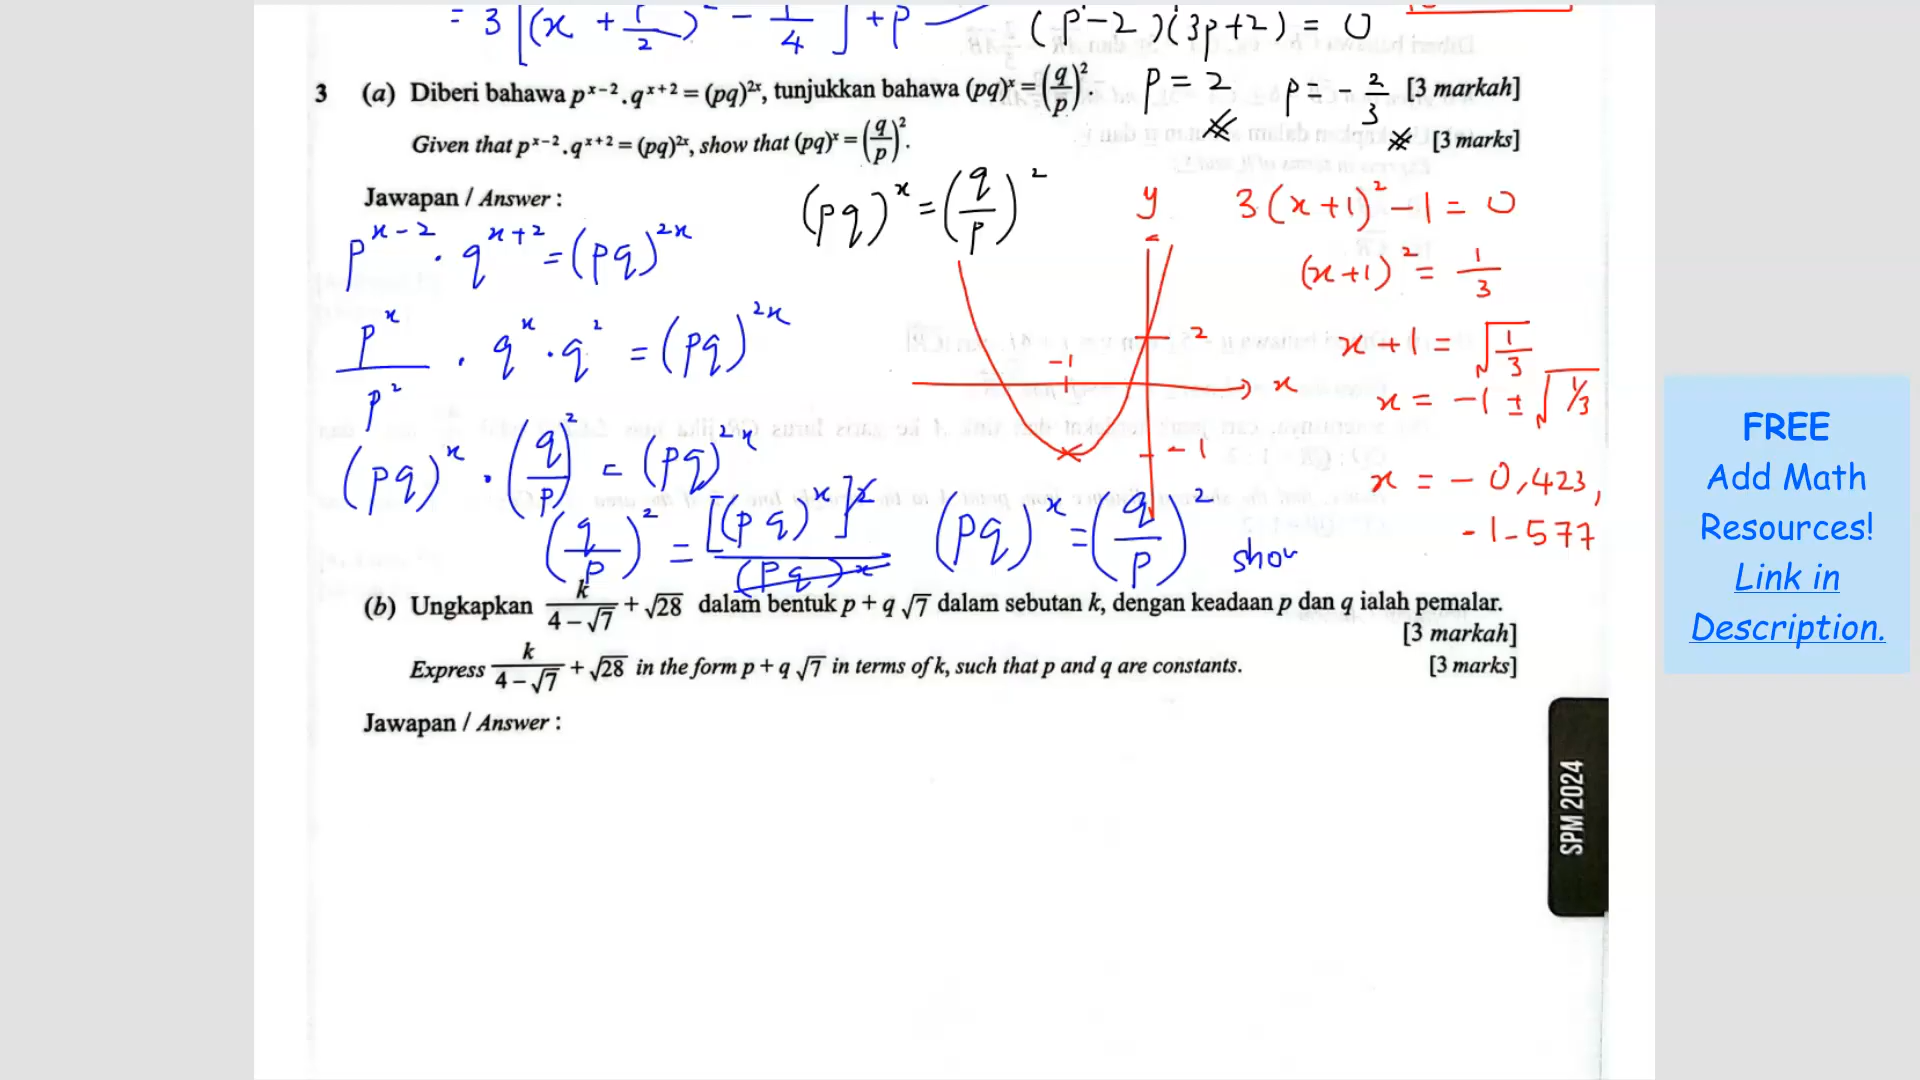 = 3 [(x + 1/2)² - 1/4] + p
(p - 2)(3p + 2) = 0
p = 2   p = - 2/3
3 (a) Diberi bahawa p^(x-2) . q^(x+2) = (pq)^(2x), tunjukkan bahawa (pq)^x = (q/p)². [3 markah]
Given that p^(x-2) . q^(x+2) = (pq)^(2x), show that (pq)^x = (q/p)². [3 marks]
Jawapan / Answer :
(pq)^x = (q/p)²
p^(x-2) . q^(x+2) = (pq)^(2x)
p^x/p² . q^x . q² = (pq)^(2x)
(pq)^x . (q/p)² = (pq)^(2x)
(q/p)² = [(pq)^x]²/(pq)^x
(pq)^x = (q/p)²
y
x
2
-1
-1
3(x+1)² - 1 = 0
(x+1)² = 1/3
x + 1 = √(1/3)
x = -1 ± √(1/3)
x = - 0,423,
-1-577
(b) Ungkapkan k/(4 - √7) + √28 dalam bentuk p + q √7 dalam sebutan k, dengan keadaan p dan q ialah pemalar.
[3 markah]
Express k/(4 - √7) + √28 in the form p + q √7 in terms of k, such that p and q are constants. [3 marks]
Jawapan / Answer :
SPM 2024
FREE
Add Math
Resources!
Link in
Description.